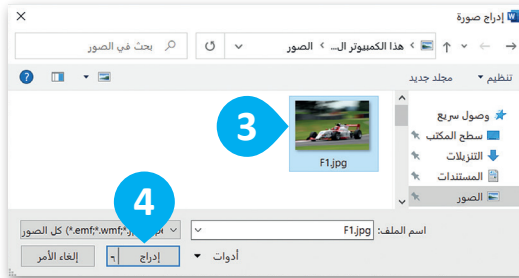 إدراج صورة
هذا الكمبيوتر ال... › الصور
بحث في الصور
تنظيم
مجلد جديد
وصول سريع
سطح المكتب
التنزيلات
المستندات
الصور
3
F1.jpg
4
اسم الملف: F1.jpg
كل الصور (*.emf;*.wmf;*
أدوات
إدراج
إلغاء الأمر